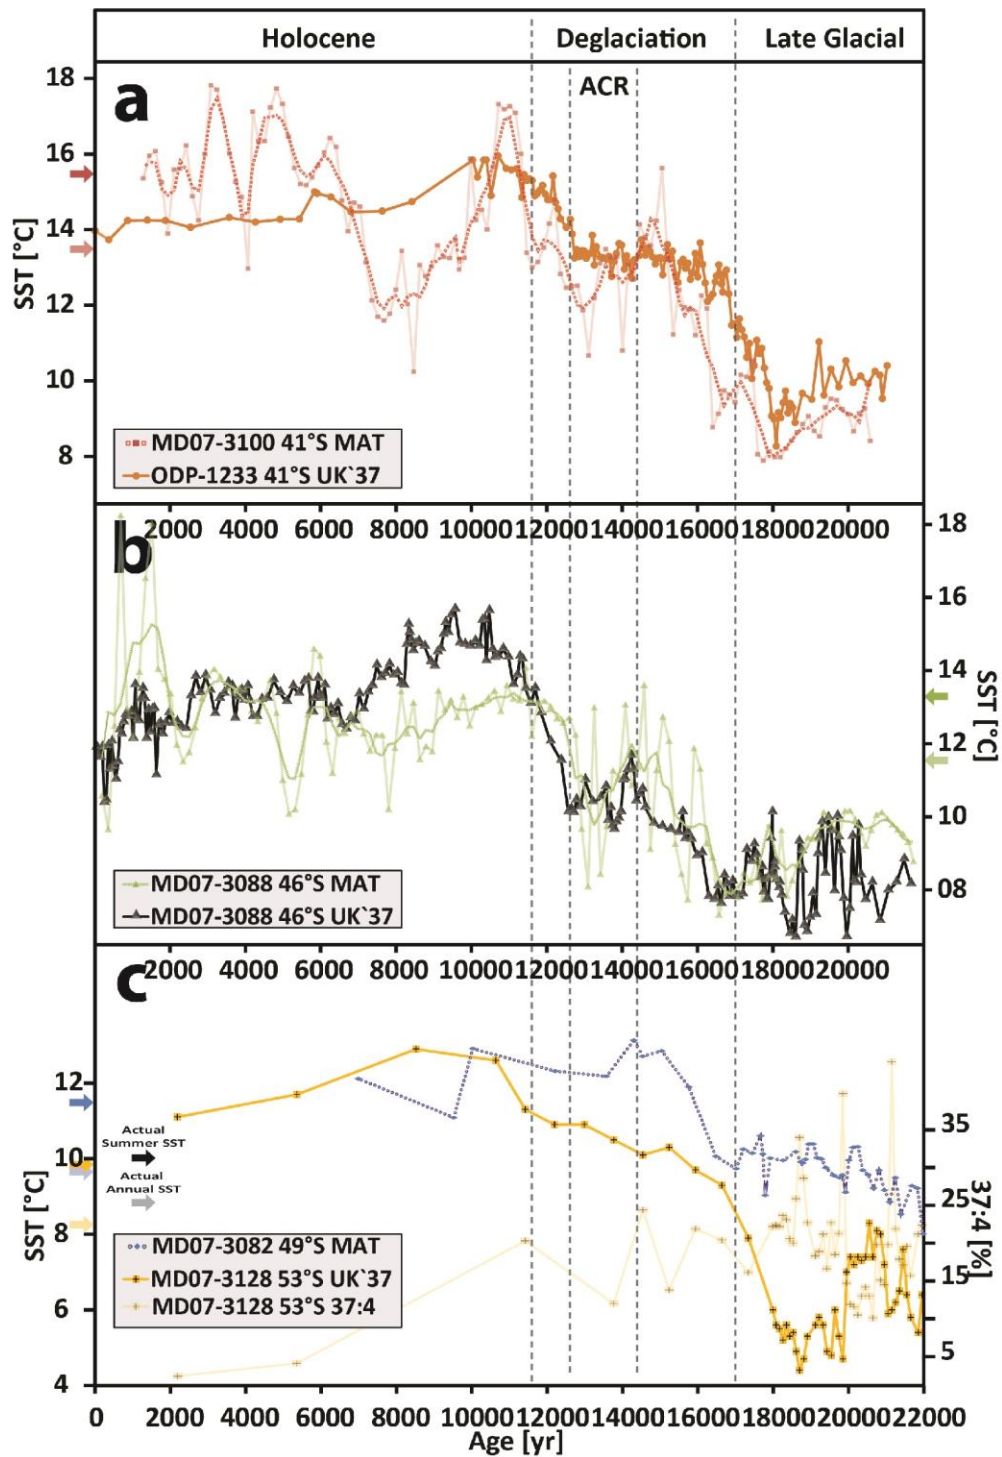 Holocene Deglaciation Late Glacial
a
ACR
18
16
14
12
10
8
SST [°C]
MD07-3100 41°S MAT
ODP-1233 41°S UK`37
2000 4000 6000 8000 10000 12000 14000 16000 18000 20000
b
18
16
14
12
10
08
SST [°C]
MD07-3088 46°S MAT
MD07-3088 46°S UK`37
2000 4000 6000 8000 10000 12000 14000 16000 18000 20000
c
12
10
8
6
4
SST [°C]
Actual
Summer SST
Actual
Annual SST
35
25
15
5
37:4 [%]
MD07-3082 49°S MAT
MD07-3128 53°S UK`37
MD07-3128 53°S 37:4
0 2000 4000 6000 8000 10000 12000 14000 16000 18000 20000 22000
Age [yr]